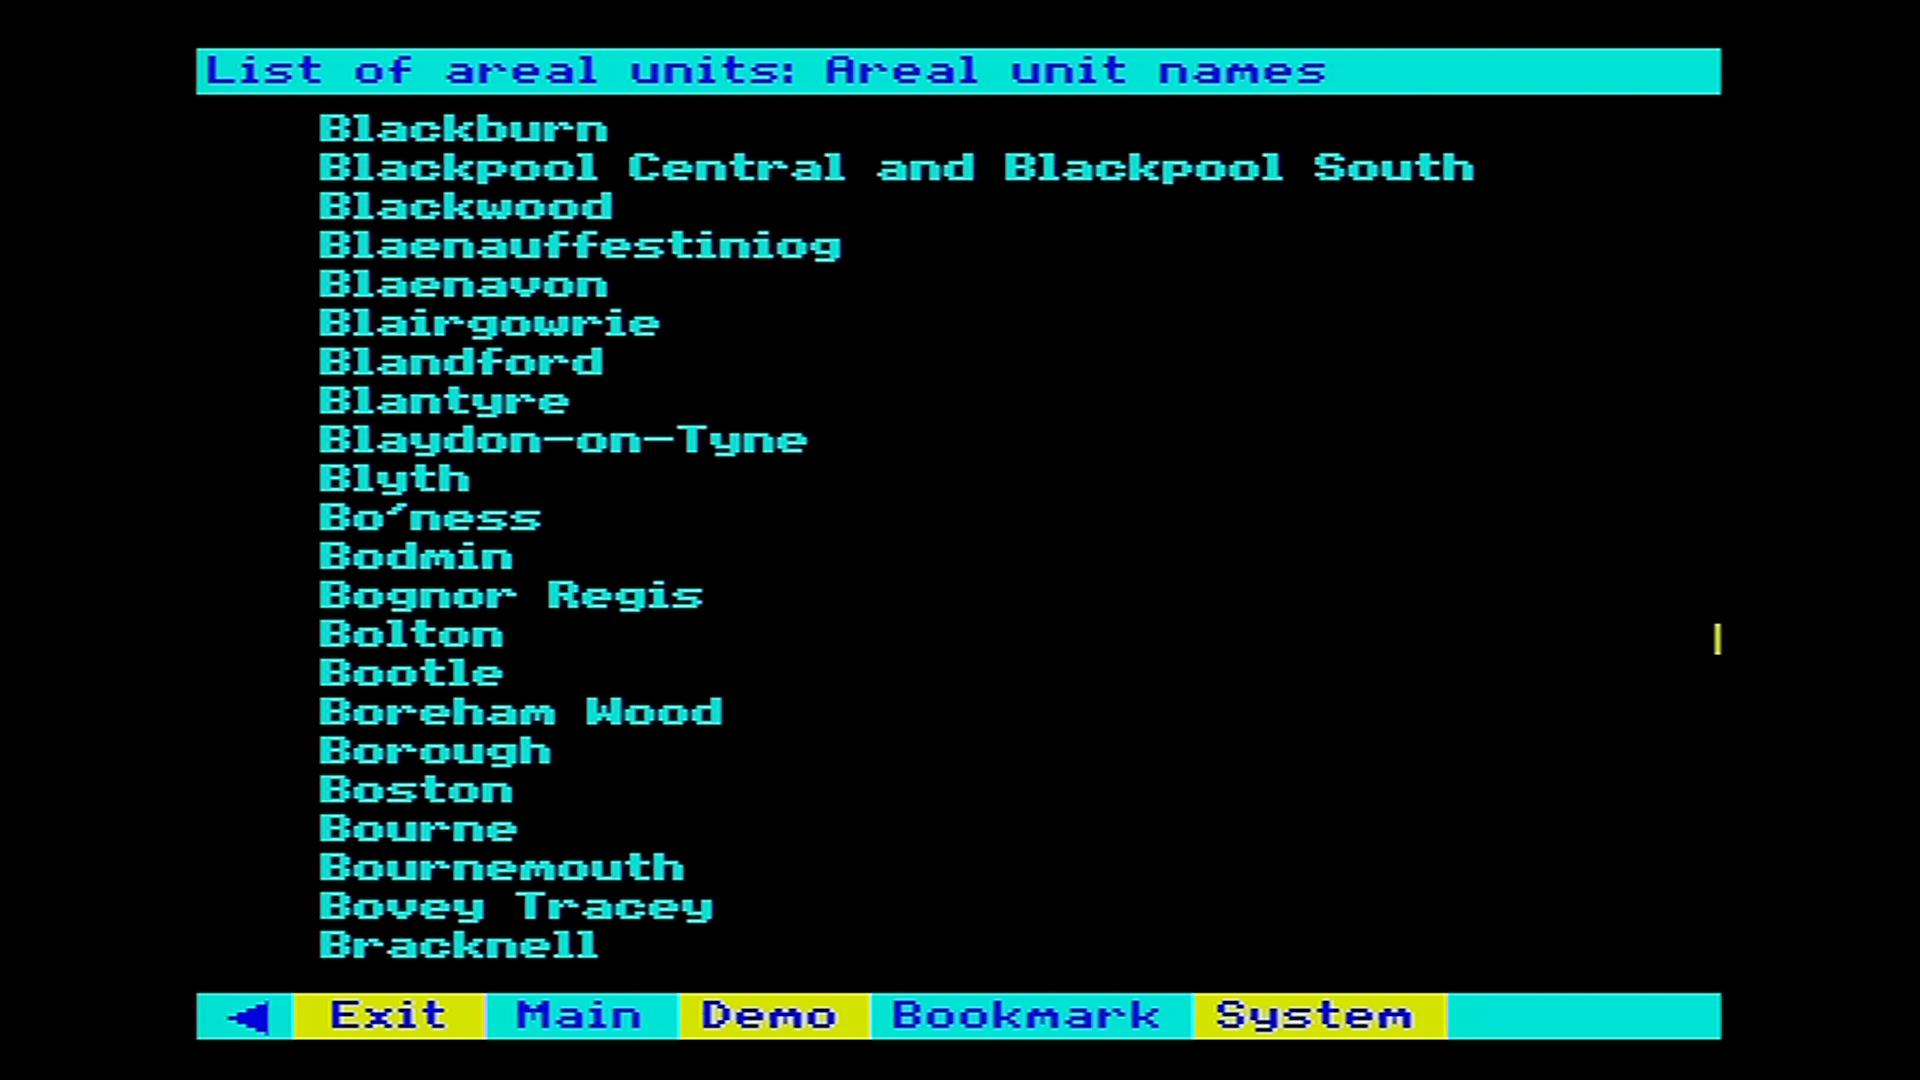 List of areal units: Areal unit names
Blackburn
Blackpool Central and Blackpool South
Blackwood
Blaenauffestiniog
Blaenavon
Blairgowrie
Blandford
Blantyre
Blaydon-on-Tyne
Blyth
Bo'ness
Bodmin
Bognor Regis
Bolton
Bootle
Boreham Wood
Borough
Boston
Bourne
Bournemouth
Bovey Tracey
Bracknell
Exit Main Demo Bookmark System